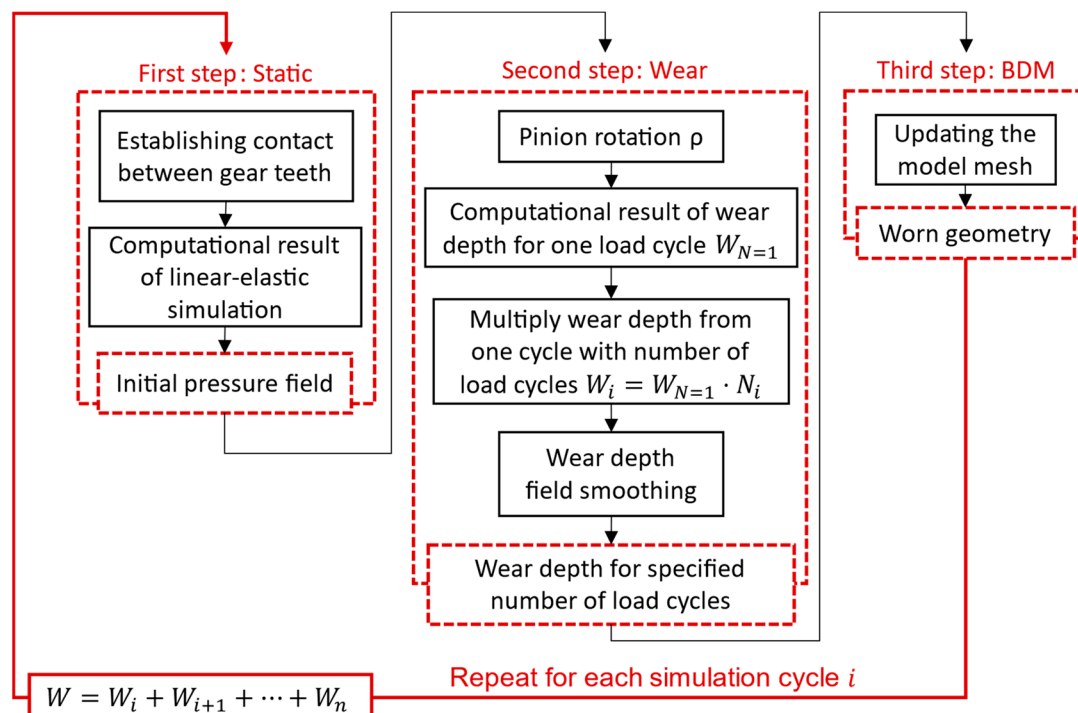 First step: Static
Establishing contact
between gear teeth
Computational result
of linear-elastic
simulation
Initial pressure field
Second step: Wear
Pinion rotation ρ
Computational result of wear
depth for one load cycle W_{N=1}
Multiply wear depth from
one cycle with number of
load cycles W_i = W_{N=1} · N_i
Wear depth
field smoothing
Wear depth for specified
number of load cycles
Third step: BDM
Updating the
model mesh
Worn geometry
Repeat for each simulation cycle i
W = W_i + W_{i+1} + ⋯ + W_n